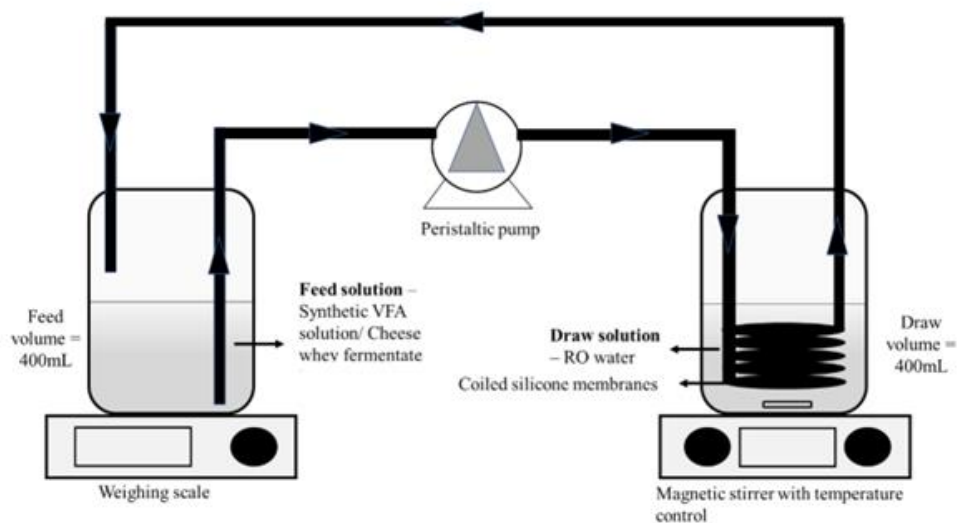 Peristaltic pump
Feed
volume =
400mL
Feed solution –
Synthetic VFA
solution/ Cheese
whey fermentate
Draw solution
– RO water
Coiled silicone membranes
Draw
volume =
400mL
Weighing scale
Magnetic stirrer with temperature
control